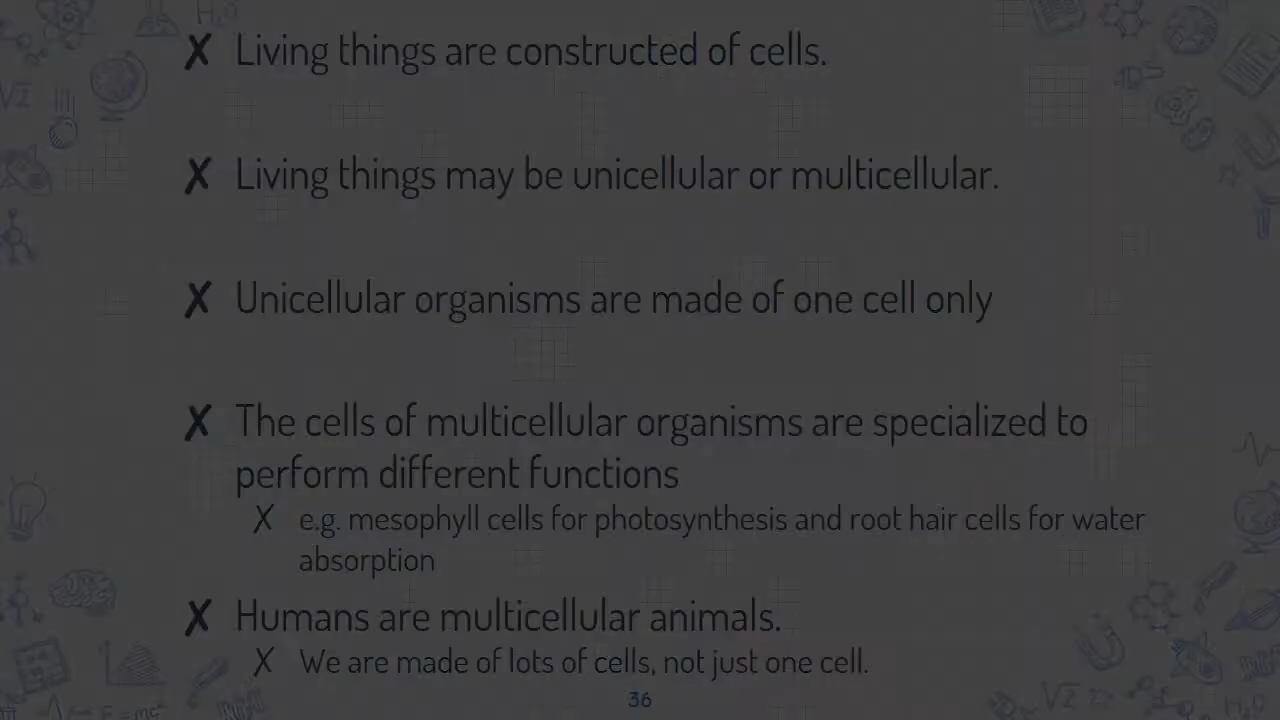 H₂O
✗ Living things are constructed of cells.
✗ Living things may be unicellular or multicellular.
✗ Unicellular organisms are made of one cell only
✗ The cells of multicellular organisms are specialized to
perform different functions
✗ e.g. mesophyll cells for photosynthesis and root hair cells for water
absorption
✗ Humans are multicellular animals.
✗ We are made of lots of cells, not just one cell.
36
√2
H₂O